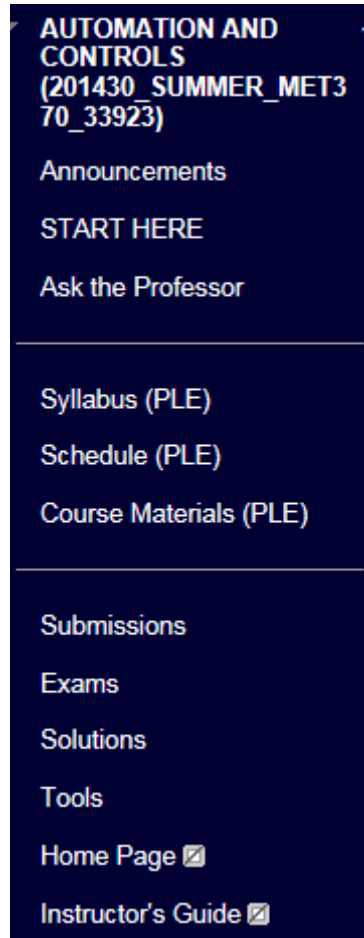 AUTOMATION AND
CONTROLS
(201430_SUMMER_MET3
70_33923)
Announcements
START HERE
Ask the Professor
Syllabus (PLE)
Schedule (PLE)
Course Materials (PLE)
Submissions
Exams
Solutions
Tools
Home Page
Instructor's Guide